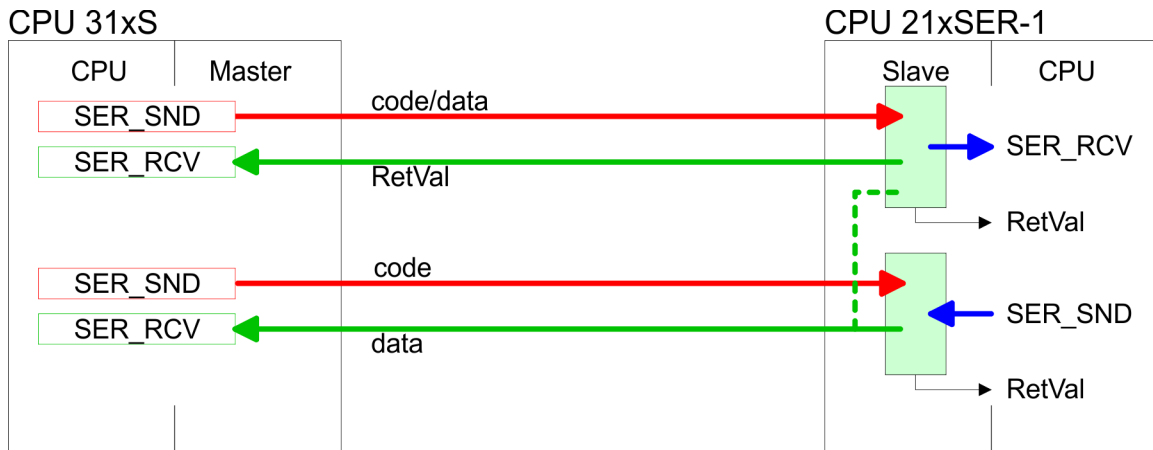 CPU 31xS
CPU 21xSER-1
CPU
Master
Slave
CPU
SER_SND
code/data
SER_RCV
SER_RCV
RetVal
RetVal
SER_SND
code
SER_SND
SER_RCV
data
RetVal